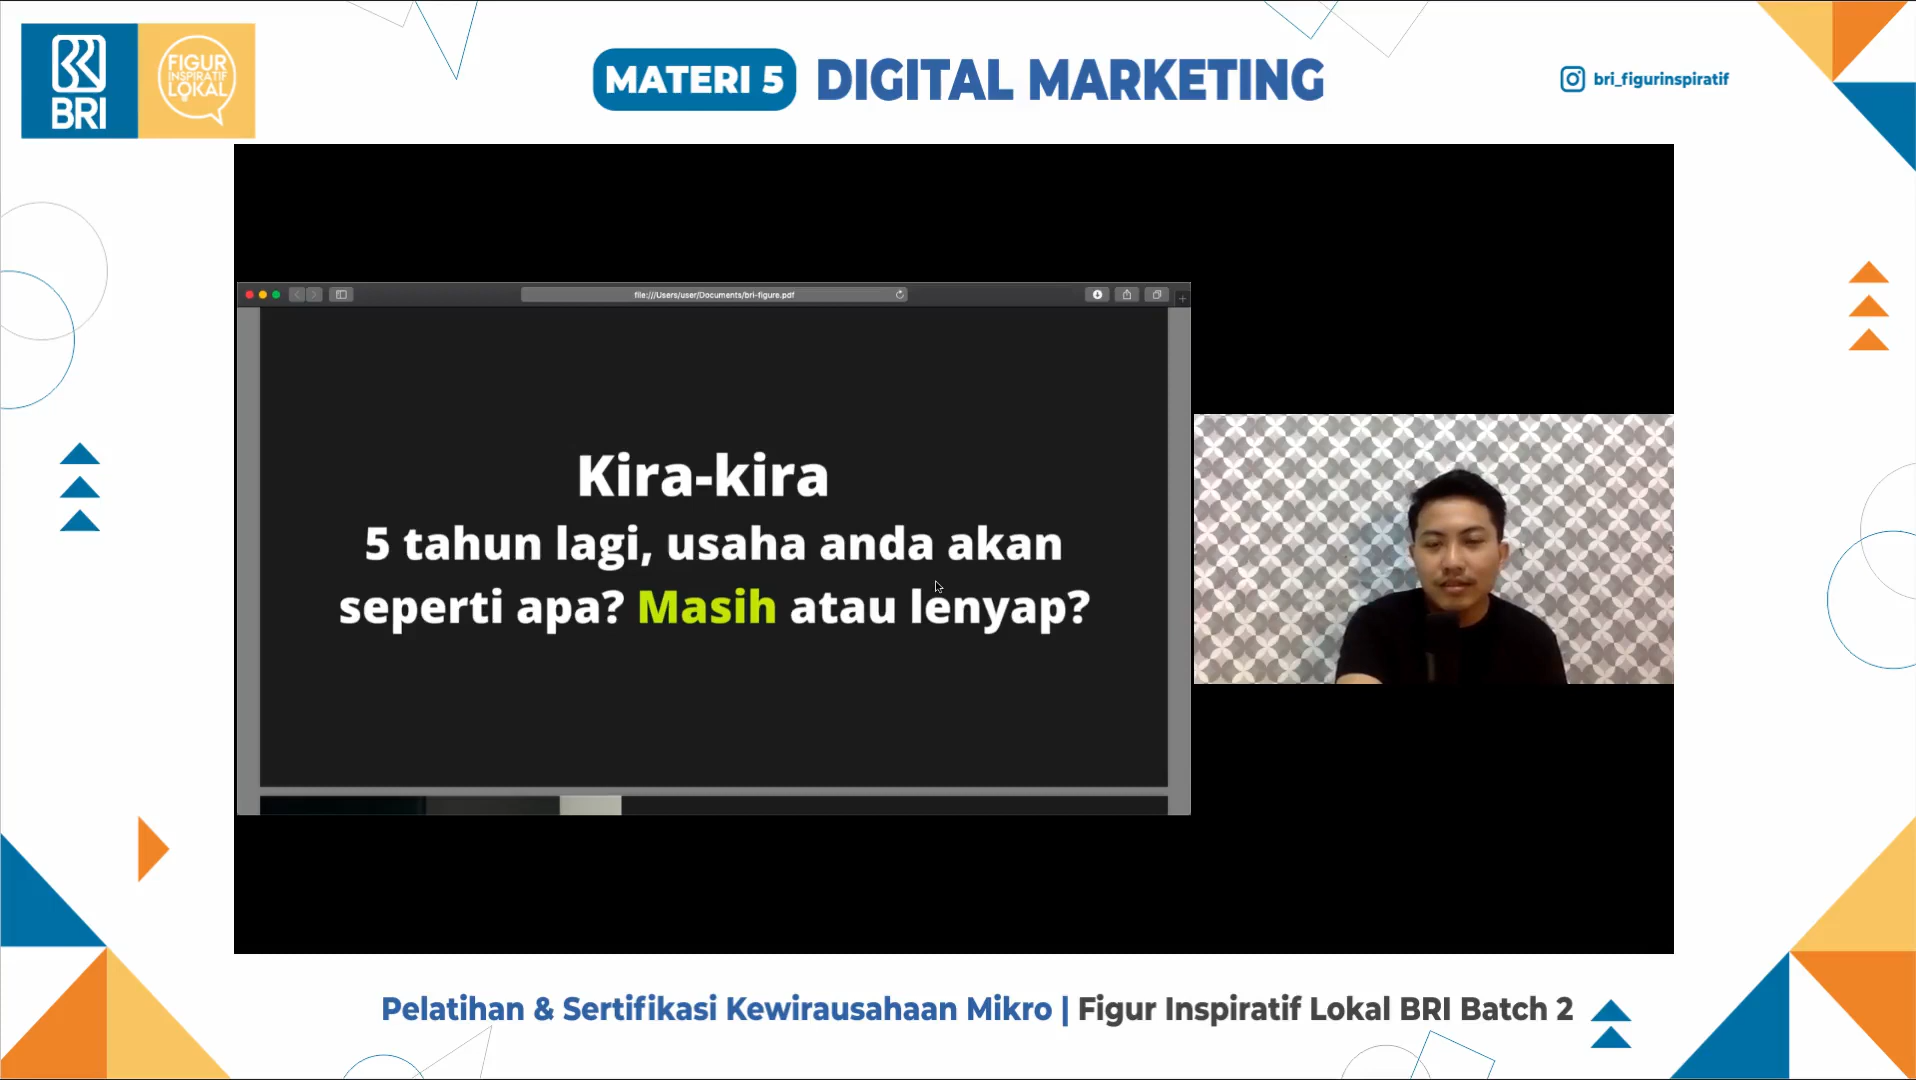 BRI
FIGUR
INSPIRATIF
LOKAL
MATERI 5 DIGITAL MARKETING
bri_figurinspiratif
file:///Users/user/Documents/bri-figure.pdf
Kira-kira
5 tahun lagi, usaha anda akan
seperti apa? Masih atau lenyap?
Pelatihan & Sertifikasi Kewirausahaan Mikro | Figur Inspiratif Lokal BRI Batch 2